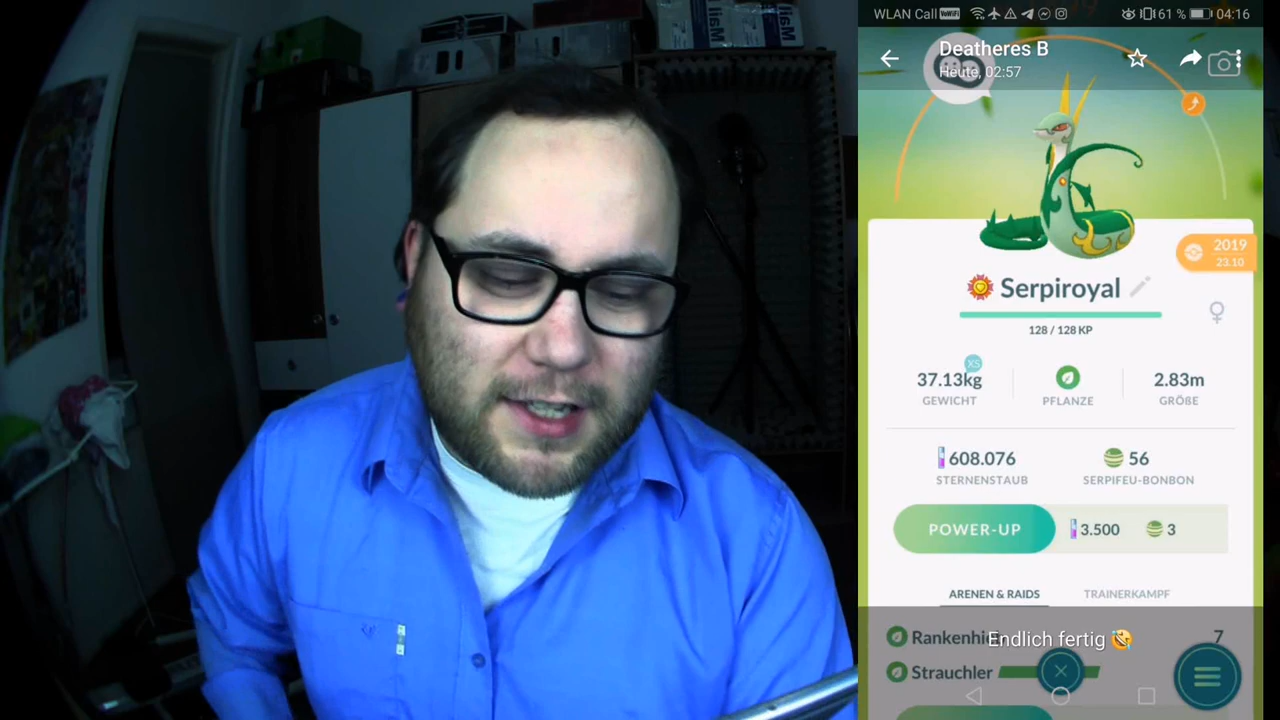 WLAN Call VoWiFi 61 % 04:16
Deatheres B
Heute, 02:57
2019
23.10
Serpiroyal
128 / 128 KP
XS
37.13kg
GEWICHT
PFLANZE
2.83m
GRÖßE
608.076
STERNENSTAUB
56
SERPIFEU-BONBON
POWER-UP
3.500
3
ARENEN & RAIDS
TRAINERKAMPF
7
Endlich fertig 🤣
Strauchler